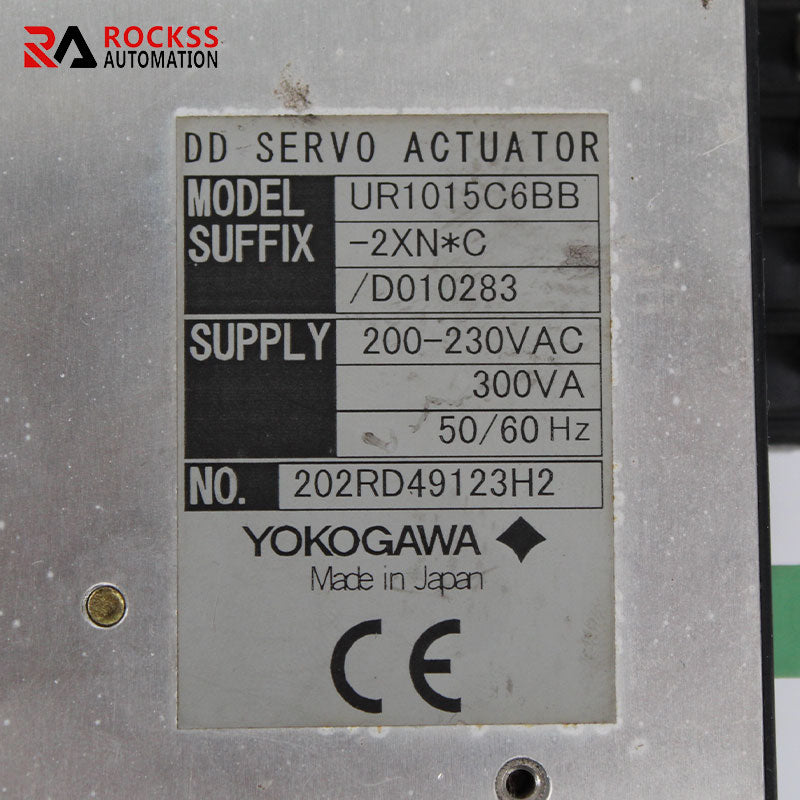 RA ROCKSS
AUTOMATION
DD SERVO ACTUATOR
MODEL UR1015C6BB
SUFFIX -2XN*C
/D010283
SUPPLY 200-230VAC
300VA
50/60 Hz
NO. 202RD49123H2
YOKOGAWA
Made in Japan
CE